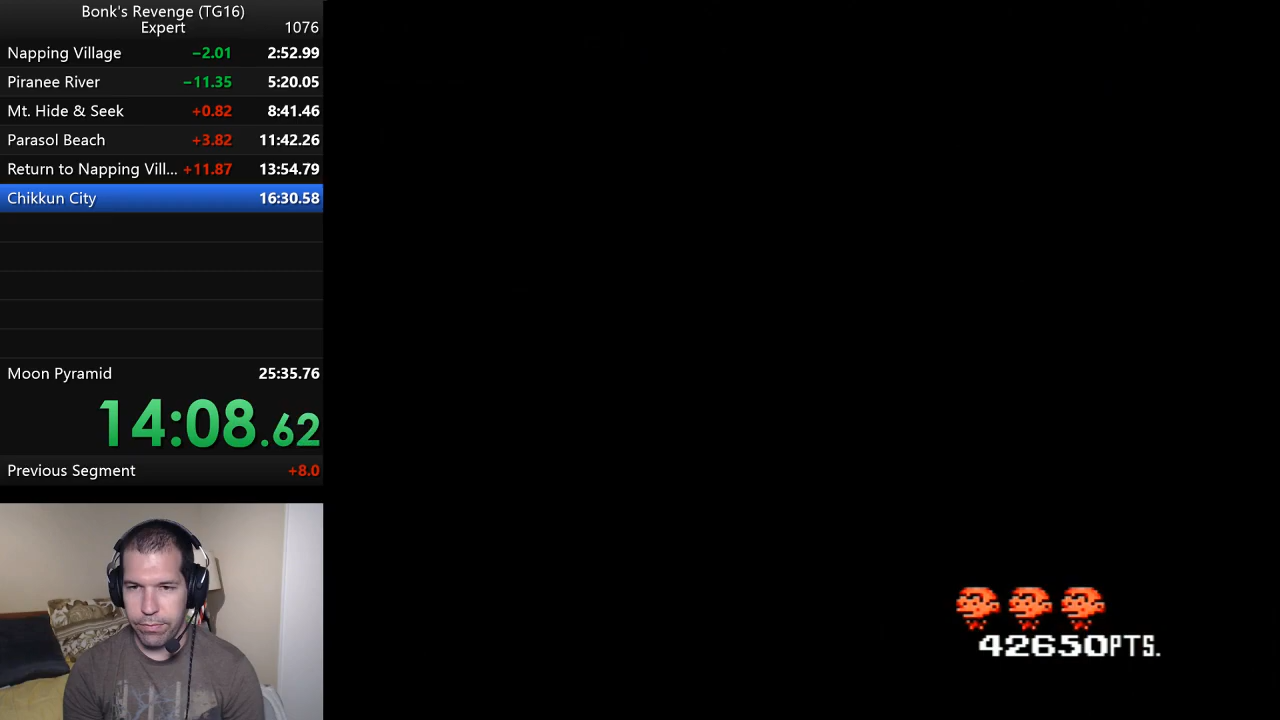 Bonk's Revenge (TG16)
Expert 1076
Napping Village −2.01 2:52.99
Piranee River −11.35 5:20.05
Mt. Hide & Seek +0.82 8:41.46
Parasol Beach +3.82 11:42.26
Return to Napping Vill... +11.87 13:54.79
Chikkun City 16:30.58
Moon Pyramid 25:35.76
14:08.62
Previous Segment +8.0
42650PTS.